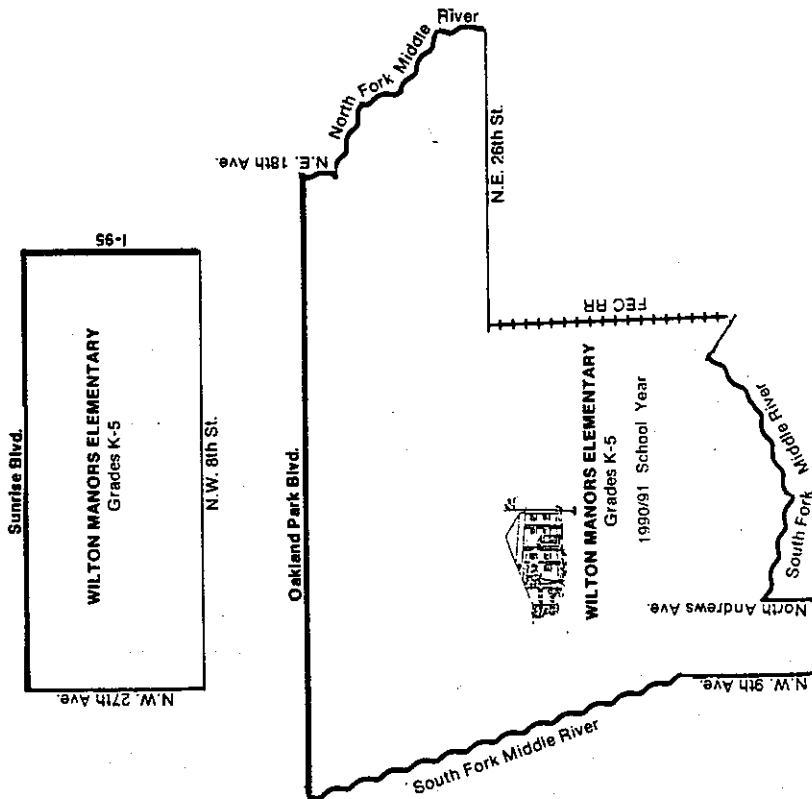 River
North Fork Middle
N.E. 18th Ave.
N.E. 26th St.
I-95
Sunrise Blvd.
WILTON MANORS ELEMENTARY
Grades K-5
N.W. 8th St.
N.W. 27th Ave.
Oakland Park Blvd.
FEC RR
WILTON MANORS ELEMENTARY
Grades K-5
1990/91 School Year
Middle River
South Fork
North Andrews Ave.
N.W. 9th Ave.
South Fork Middle River